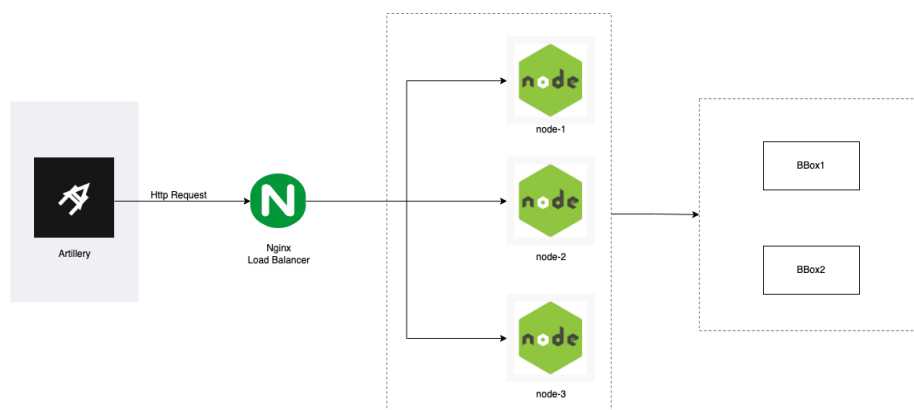 node
node-1
BBox1
Http Request
N
node
Artillery
Nginx
Load Balancer
node-2
BBox2
node
node-3